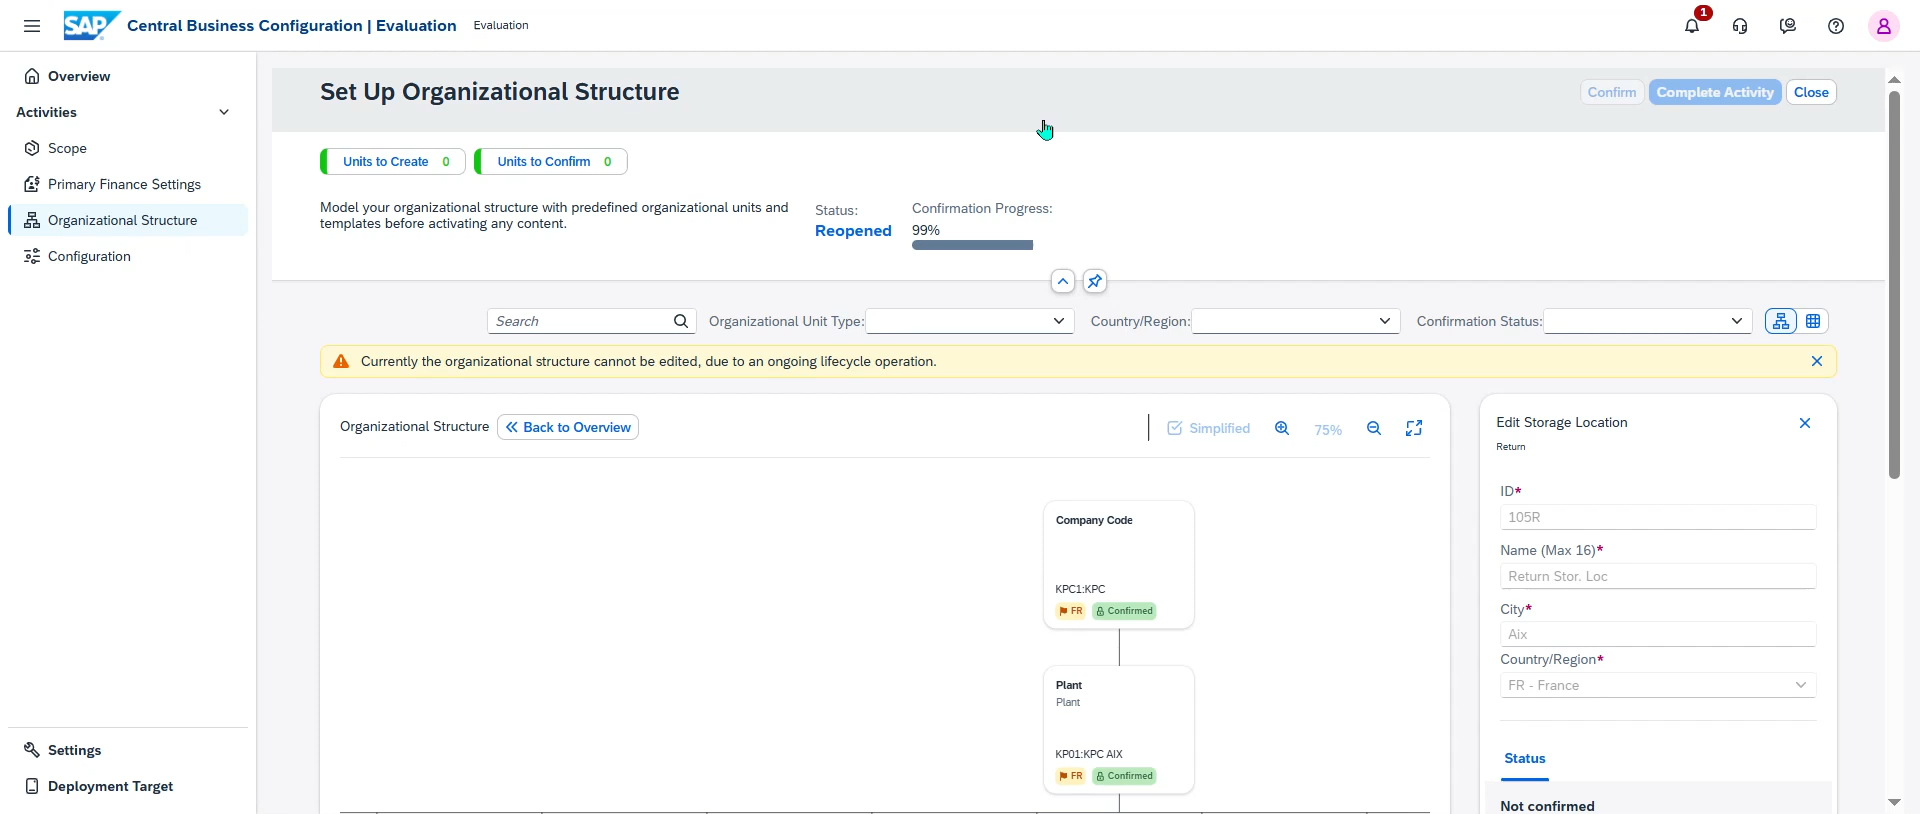 SAP Central Business Configuration | Evaluation Evaluation 1
Overview
Activities
Scope
Primary Finance Settings
Organizational Structure
Configuration
Settings
Deployment Target
Set Up Organizational Structure
Confirm Complete Activity Close
Units to Create 0 Units to Confirm 0
Model your organizational structure with predefined organizational units and
templates before activating any content.
Status:
Reopened
Confirmation Progress:
99%
Search Organizational Unit Type: Country/Region: Confirmation Status:
Currently the organizational structure cannot be edited, due to an ongoing lifecycle operation.
Organizational Structure Back to Overview Simplified 75%
Company Code
KPC1:KPC
FR Confirmed
Plant
Plant
KP01:KPC AIX
FR Confirmed
Edit Storage Location
Return
ID*
105R
Name (Max 16)*
Return Stor. Loc
City*
Aix
Country/Region*
FR - France
Status
Not confirmed